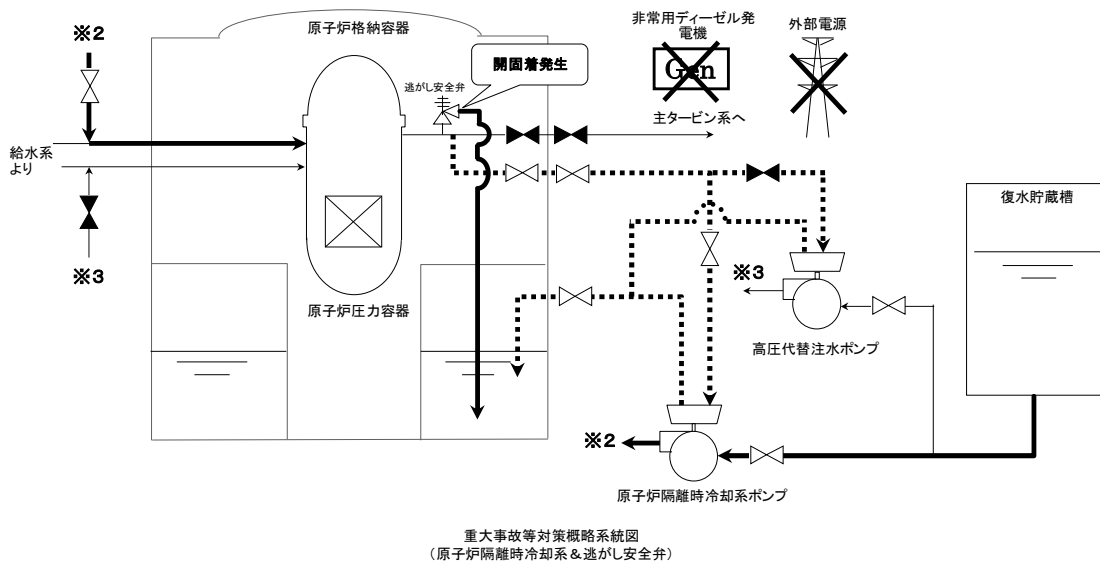 ※2
原子炉格納容器
非常用ディーゼル発
電機
外部電源
開固着発生
Gen
逃がし安全弁
主タービン系へ
給水系
より
復水貯蔵槽
※3
※3
原子炉圧力容器
高圧代替注水ポンプ
※2
原子炉隔離時冷却系ポンプ
重大事故等対策概略系統図
(原子炉隔離時冷却系&逃がし安全弁)